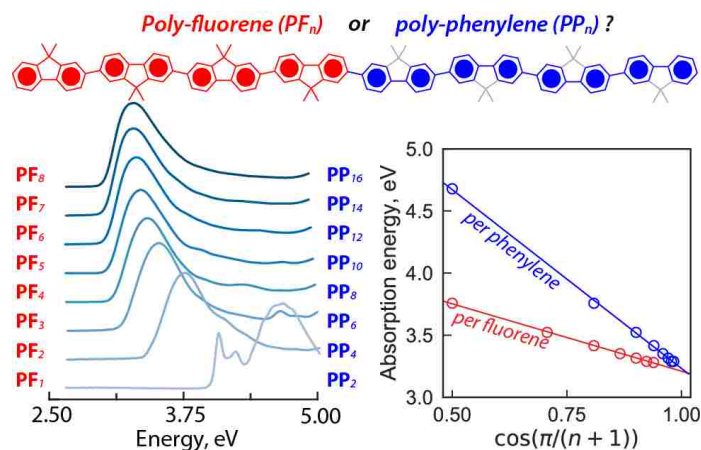 Poly-fluorene (PFₙ) or poly-phenylene (PPₙ) ?
PF₈ PP₁₆
PF₇ PP₁₄
PF₆ PP₁₂
PF₅ PP₁₀
PF₄ PP₈
PF₃ PP₆
PF₂ PP₄
PF₁ PP₂
2.50 3.75 5.00
Energy, eV
Absorption energy, eV
5.0
4.5
4.0
3.5
3.0
per phenylene
per fluorene
0.50 0.75 1.00
cos(π/(n + 1))